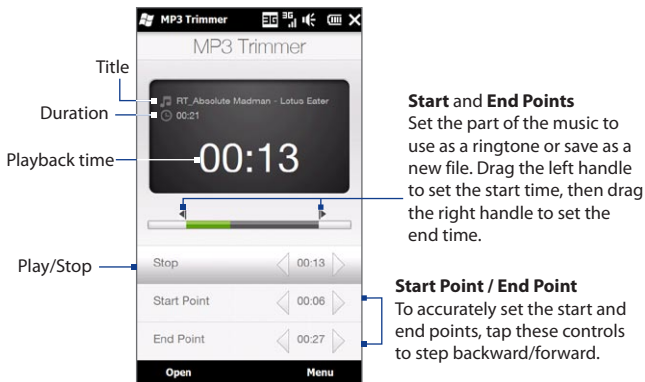 MP3 Trimmer
3G 3G
MP3 Trimmer
Title
RT_Absolute Madman - Lotus Eater
Duration
00:21
Playback time
00:13
Start and End Points
Set the part of the music to
use as a ringtone or save as a
new file. Drag the left handle
to set the start time, then drag
the right handle to set the
end time.
Play/Stop
Stop 00:13
Start Point 00:06
End Point 00:27
Start Point / End Point
To accurately set the start and
end points, tap these controls
to step backward/forward.
Open Menu